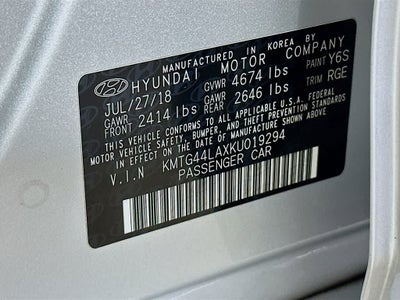 MANUFACTURED IN KOREA BY
HYUNDAI MOTOR COMPANY
JUL/27/18 GVWR 4674 lbs PAINT Y6S
GAWR FRONT 2414 lbs GAWR REAR 2646 lbs TRIM RGE
THIS VEHICLE CONFORMS TO ALL APPLICABLE U.S.A. FEDERAL
MOTOR VEHICLE SAFETY, BUMPER, AND THEFT PREVENTION STANDARDS
IN EFFECT ON THE DATE OF MANUFACTURE SHOWN ABOVE.
V.I.N KMTG44LAXKU019294
PASSENGER CAR